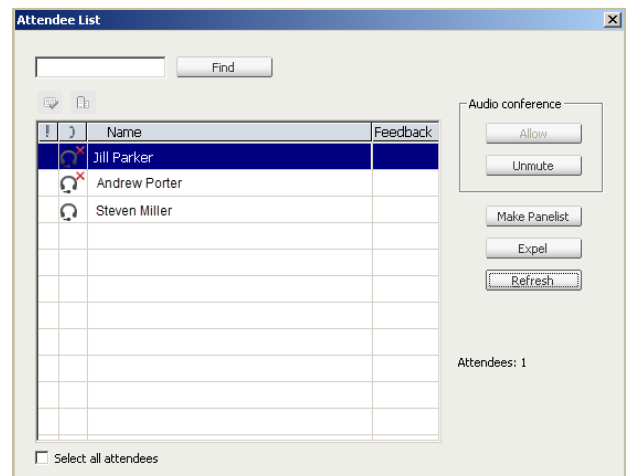 Attendee List
Find
Audio conference
! Name Feedback
Allow
Jill Parker
Unmute
Andrew Porter
Steven Miller
Make Panelist
Expel
Refresh
Attendees: 1
Select all attendees